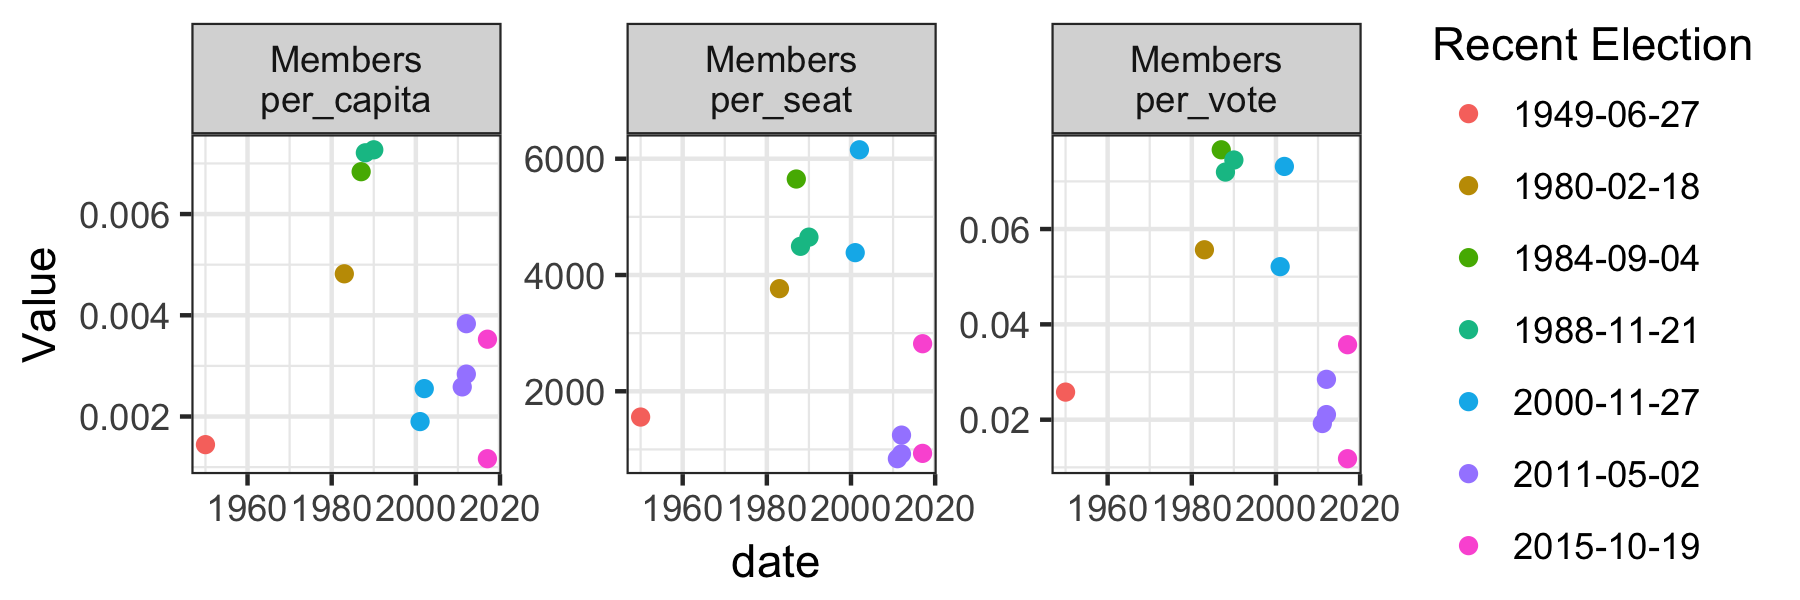 Members
per_capita
Members
per_seat
Members
per_vote
Value
0.006
0.004
0.002
6000
4000
2000
0.06
0.04
0.02
1960 1980 2000 2020
1960 1980 2000 2020
1960 1980 2000 2020
date
Recent Election
1949-06-27
1980-02-18
1984-09-04
1988-11-21
2000-11-27
2011-05-02
2015-10-19